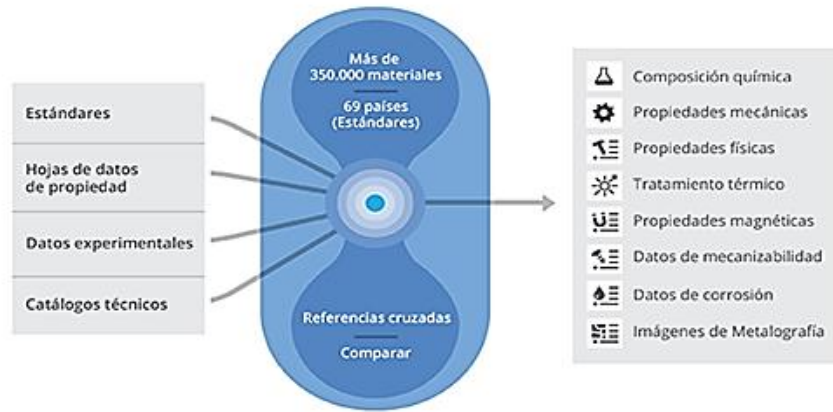 Estándares
Hojas de datos
de propiedad
Datos experimentales
Catálogos técnicos
Más de
350.000 materiales
69 países
(Estándares)
Referencias cruzadas
Comparar
Composición química
Propiedades mecánicas
Propiedades físicas
Tratamiento térmico
Propiedades magnéticas
Datos de mecanizabilidad
Datos de corrosión
Imágenes de Metalografía